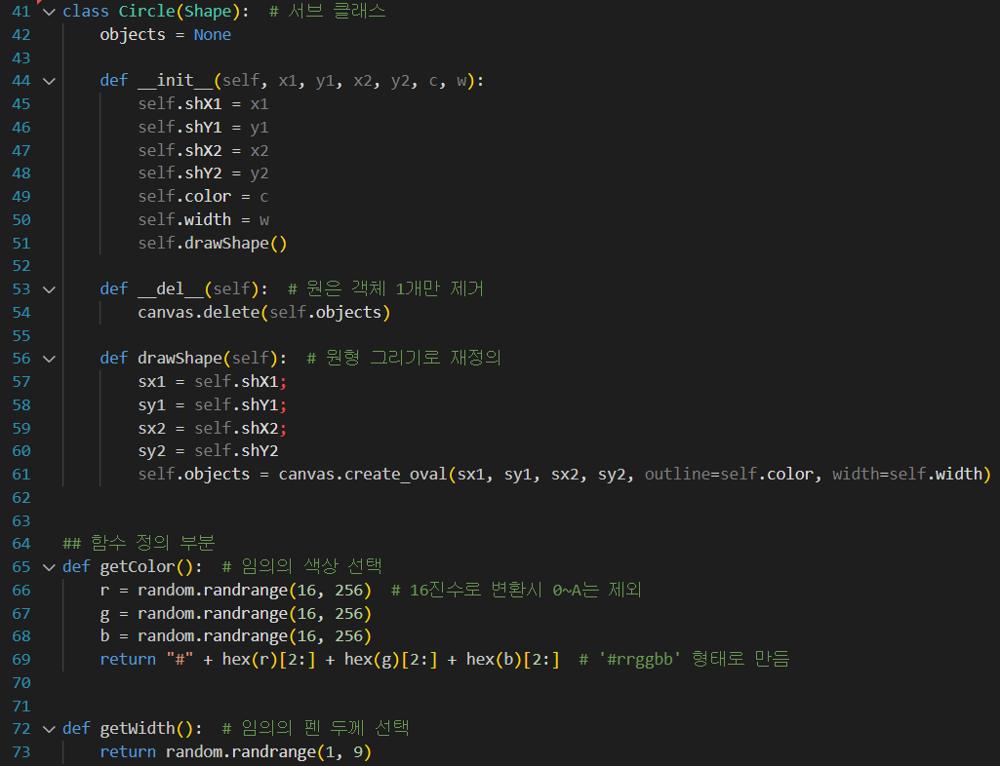 41 class Circle(Shape):  # 서브 클래스
42     objects = None
43
44     def __init__(self, x1, y1, x2, y2, c, w):
45         self.shX1 = x1
46         self.shY1 = y1
47         self.shX2 = x2
48         self.shY2 = y2
49         self.color = c
50         self.width = w
51         self.drawShape()
52
53     def __del__(self):  # 원은 객체 1개만 제거
54         canvas.delete(self.objects)
55
56     def drawShape(self):  # 원형 그리기로 재정의
57         sx1 = self.shX1;
58         sy1 = self.shY1;
59         sx2 = self.shX2;
60         sy2 = self.shY2
61         self.objects = canvas.create_oval(sx1, sy1, sx2, sy2, outline=self.color, width=self.width)
62
63
64 ## 함수 정의 부분
65 def getColor():  # 임의의 색상 선택
66     r = random.randrange(16, 256)  # 16진수로 변환시 0~A는 제외
67     g = random.randrange(16, 256)
68     b = random.randrange(16, 256)
69     return "#" + hex(r)[2:] + hex(g)[2:] + hex(b)[2:]  # '#rrggbb' 형태로 만듬
70
71
72 def getWidth():  # 임의의 펜 두께 선택
73     return random.randrange(1, 9)